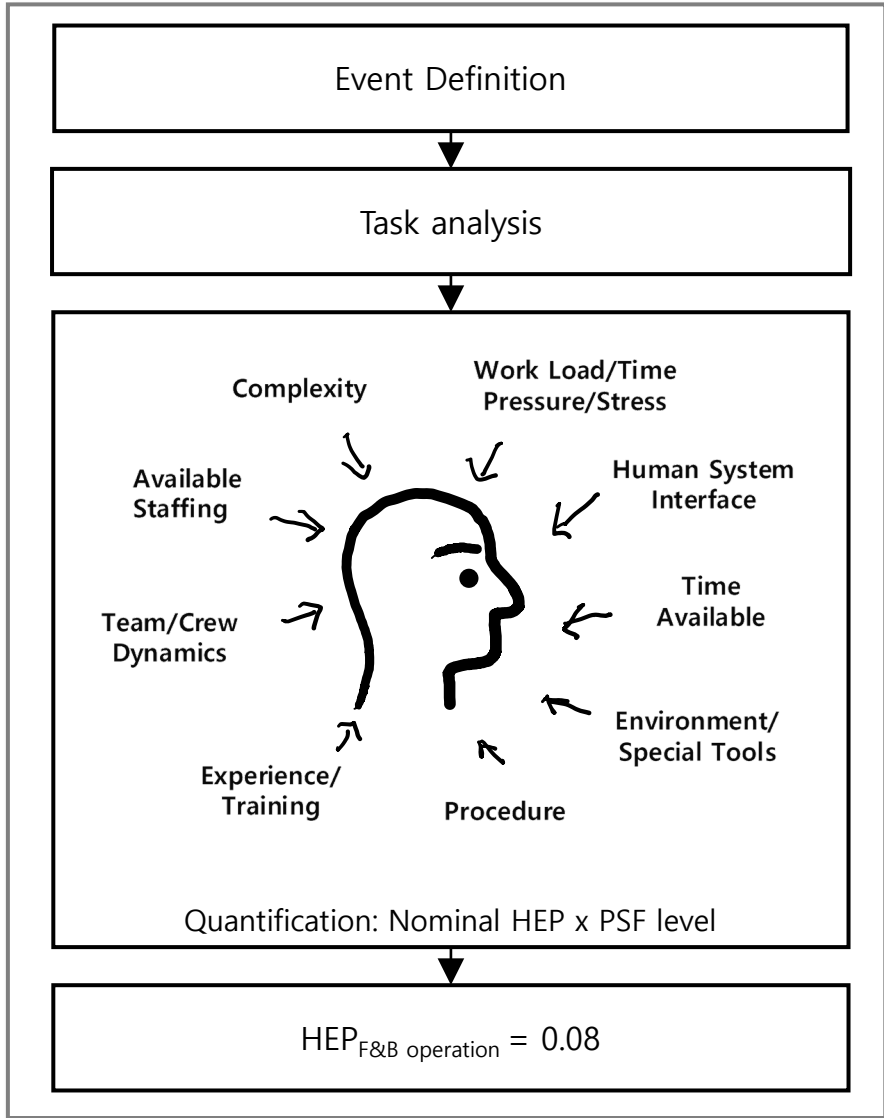 Event Definition
Task analysis
Complexity
Work Load/Time
Pressure/Stress
Available
Staffing
Human System
Interface
Team/Crew
Dynamics
Time
Available
Experience/
Training
Procedure
Environment/
Special Tools
Quantification: Nominal HEP x PSF level
HEP F&B operation = 0.08